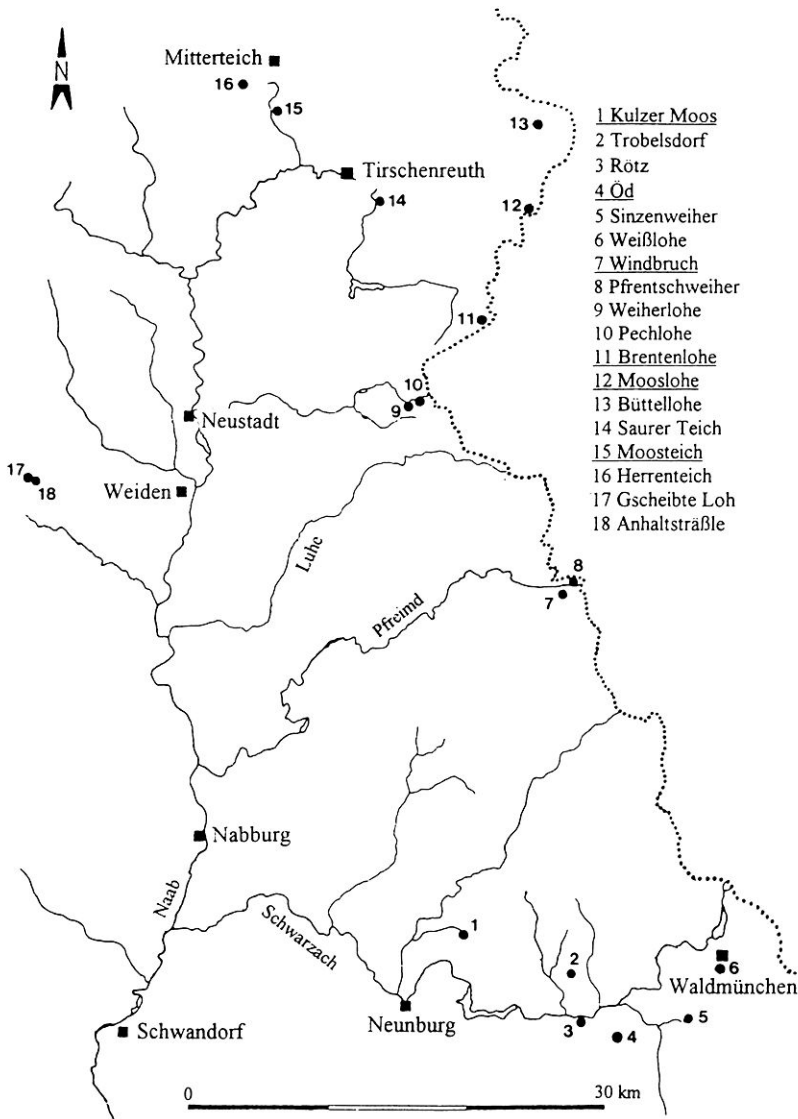 N
Mitterteich
16
15
13
Tirschenreuth
14
12
11
10
9
Neustadt
17
18
Weiden
Luhe
8
7
Pfreimd
Nabburg
Naab
Schwarzach
1
2
6
Waldmünchen
Neunburg
3
4
5
Schwandorf
0 30 km
1 Kulzer Moos
2 Trobelsdorf
3 Rötz
4 Öd
5 Sinzenweiher
6 Weißlohe
7 Windbruch
8 Pfrentschweiher
9 Weiherlohe
10 Pechlohe
11 Brentenlohe
12 Mooslohe
13 Büttellohe
14 Saurer Teich
15 Moosteich
16 Herrenteich
17 Gscheibte Loh
18 Anhaltsträßle